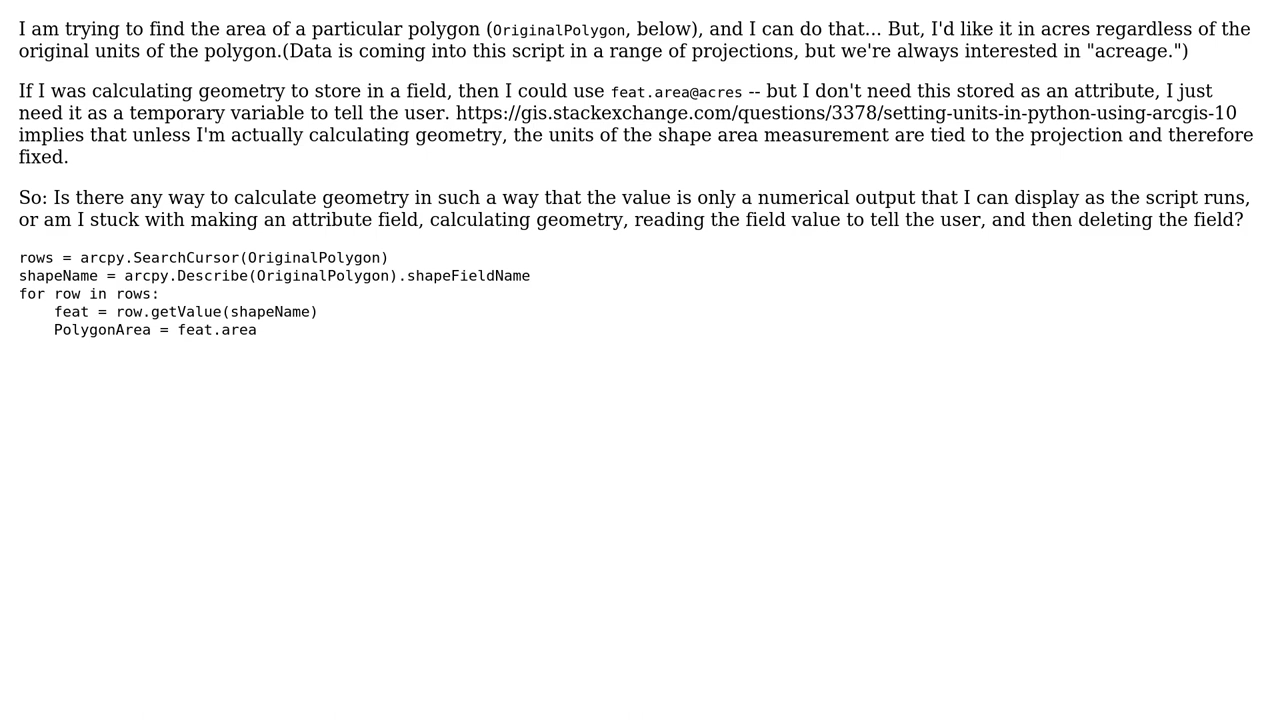 I am trying to find the area of a particular polygon (OriginalPolygon, below), and I can do that... But, I'd like it in acres regardless of the
original units of the polygon.(Data is coming into this script in a range of projections, but we're always interested in "acreage.")
If I was calculating geometry to store in a field, then I could use feat.area@acres -- but I don't need this stored as an attribute, I just
need it as a temporary variable to tell the user. https://gis.stackexchange.com/questions/3378/setting-units-in-python-using-arcgis-10
implies that unless I'm actually calculating geometry, the units of the shape area measurement are tied to the projection and therefore
fixed.
So: Is there any way to calculate geometry in such a way that the value is only a numerical output that I can display as the script runs,
or am I stuck with making an attribute field, calculating geometry, reading the field value to tell the user, and then deleting the field?
rows = arcpy.SearchCursor(OriginalPolygon)
shapeName = arcpy.Describe(OriginalPolygon).shapeFieldName
for row in rows:
    feat = row.getValue(shapeName)
    PolygonArea = feat.area